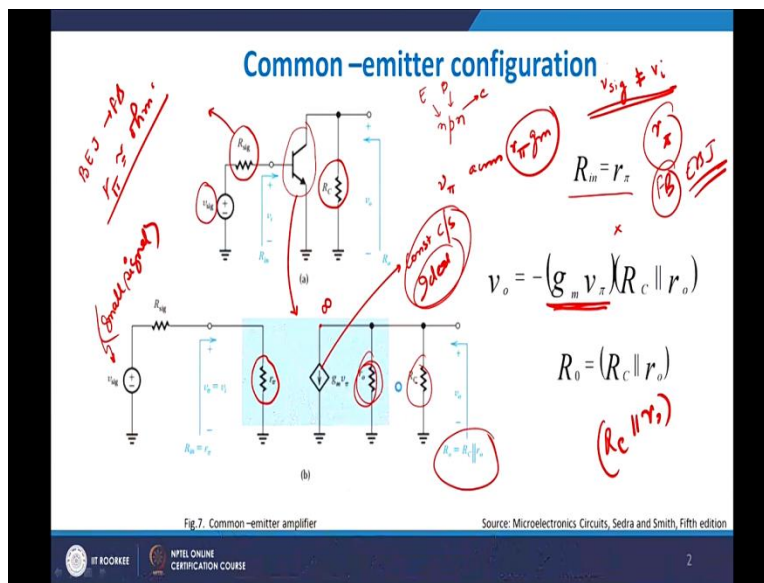 Common –emitter configuration
v_sig ≠ v_i
BEJ → FB
r_π ≈ ohm.
E P
n p n → C
v_π across r_π g_m
r_π
FB EBJ
R_sig
v_sig
v_i
R_in
R_C
v_o
R_o
(a)
R_in = r_π
const C/S
Ideal
v_o = –(g_m v_π)(R_C || r_o)
(Small signal)
∞
R_sig
v_sig
v_π = v_i
r_π
g_m v_π
r_o
R_C
v_o
R_in = r_π
R_o = R_C || r_o
R_0 = (R_C || r_o)
(R_C || r_o)
(b)
Fig.7. Common –emitter amplifier
Source: Microelectronics Circuits, Sedra and Smith, Fifth edition
IIT ROORKEE
NPTEL ONLINE
CERTIFICATION COURSE
2